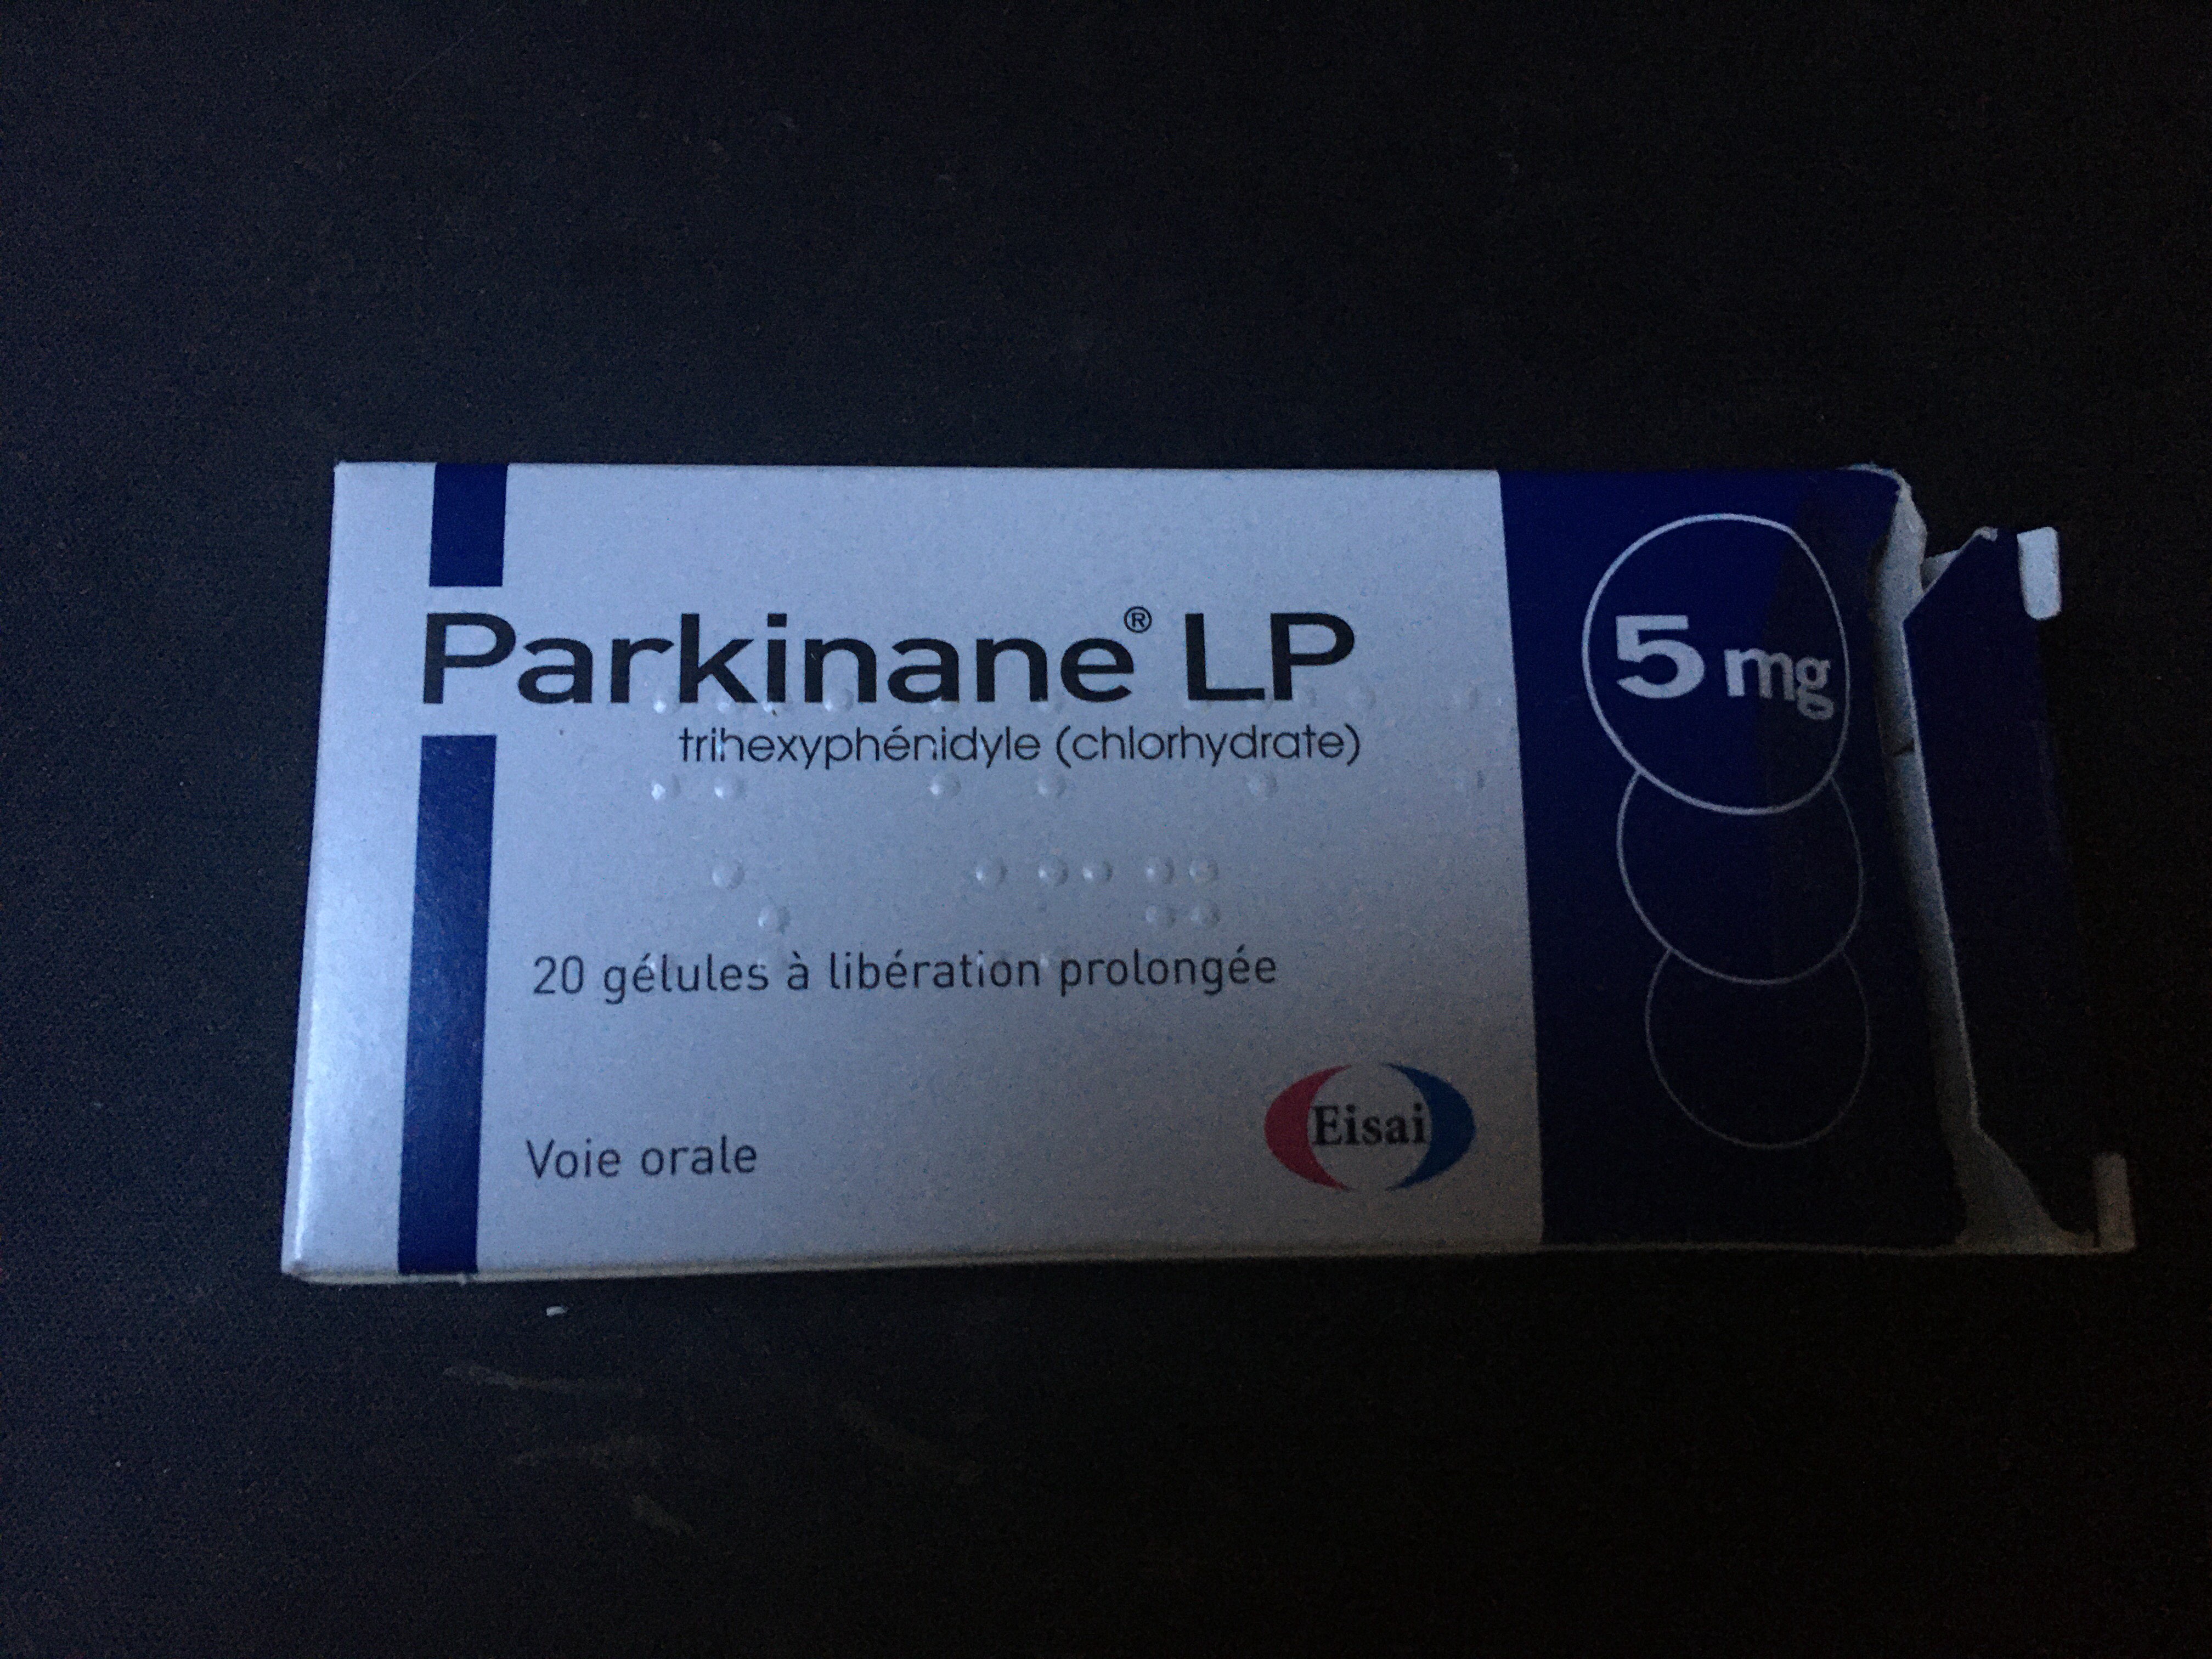 Parkinane® LP
trihexyphénidyle (chlorhydrate)
5 mg
20 gélules à libération prolongée
Voie orale
Eisai